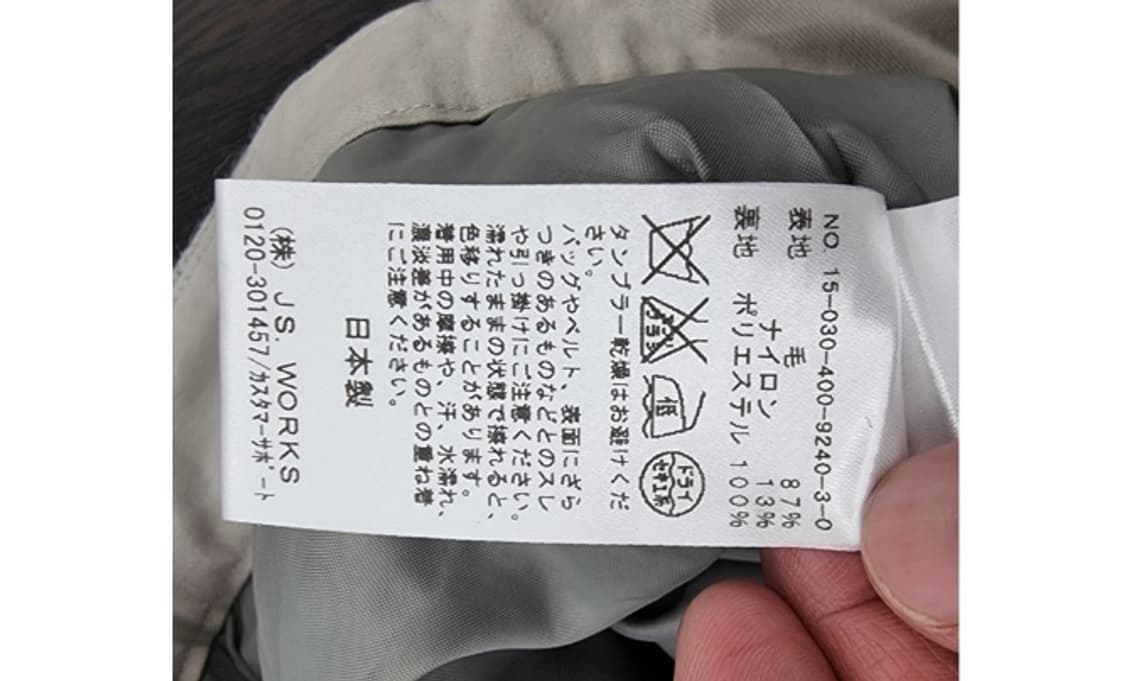 NO. 15-030-400-9240-3-0
表地 毛 87%
ナイロン 13%
裏地 ポリエステル 100%
エンソサラシ
低
ドライ
セキユ系
タンブラー乾燥はお避けくだ
さい。
バッグやベルト、表面にざら
つきのあるものなどとのスレ
や引っ掛けにご注意ください。
濡れたままの状態で擦れると、
色移りすることがあります。
着用中の摩擦や、汗、水濡れ、
濃淡差があるものとの重ね着
にご注意ください。
日本製
(株) J.S. WORKS
0120-301457/カスタマーサポート